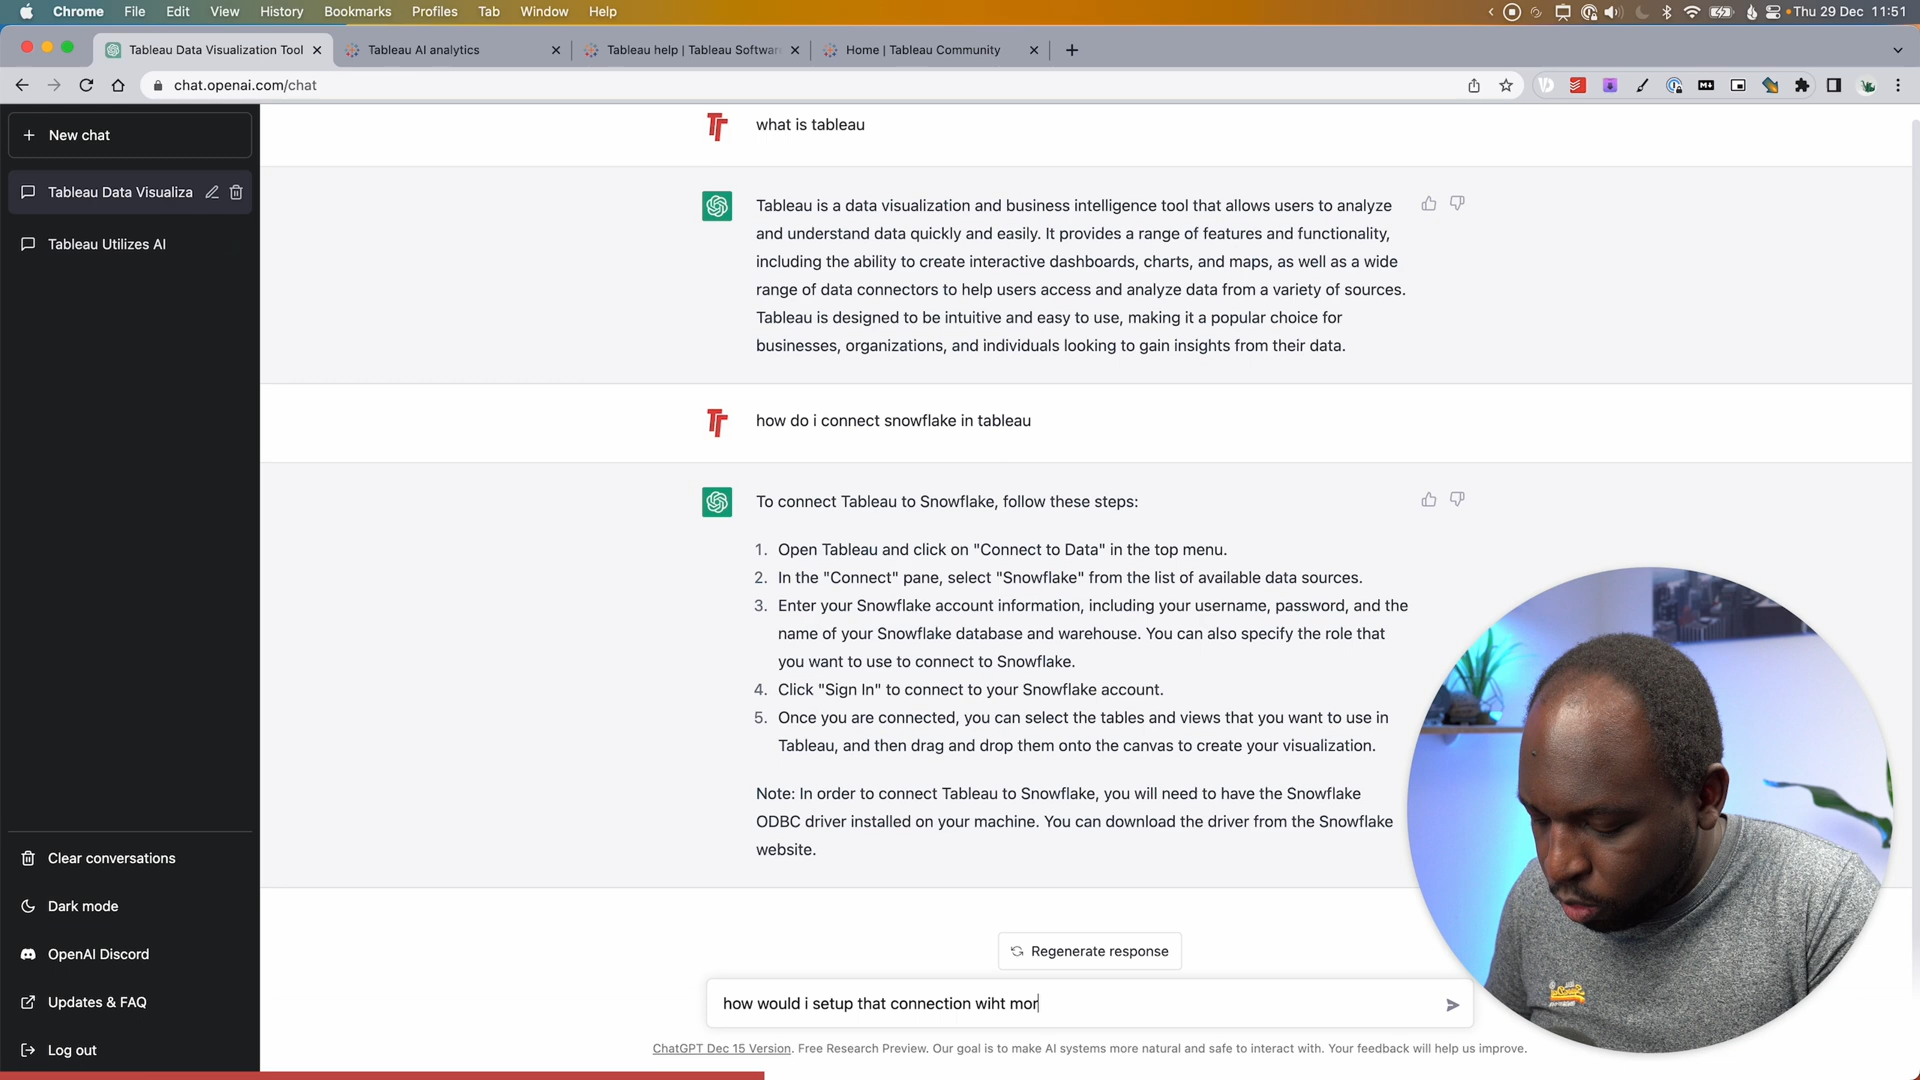 Chrome File Edit View History Bookmarks Profiles Tab Window Help
Thu 29 Dec 11:51
Tableau Data Visualization Tool
Tableau AI analytics
Tableau help | Tableau Softwar
Home | Tableau Community
chat.openai.com/chat
New chat
Tableau Data Visualiza
Tableau Utilizes AI
what is tableau
Tableau is a data visualization and business intelligence tool that allows users to analyze
and understand data quickly and easily. It provides a range of features and functionality,
including the ability to create interactive dashboards, charts, and maps, as well as a wide
range of data connectors to help users access and analyze data from a variety of sources.
Tableau is designed to be intuitive and easy to use, making it a popular choice for
businesses, organizations, and individuals looking to gain insights from their data.
how do i connect snowflake in tableau
To connect Tableau to Snowflake, follow these steps:
1. Open Tableau and click on "Connect to Data" in the top menu.
2. In the "Connect" pane, select "Snowflake" from the list of available data sources.
3. Enter your Snowflake account information, including your username, password, and the
name of your Snowflake database and warehouse. You can also specify the role that
you want to use to connect to Snowflake.
4. Click "Sign In" to connect to your Snowflake account.
5. Once you are connected, you can select the tables and views that you want to use in
Tableau, and then drag and drop them onto the canvas to create your visualization.
Note: In order to connect Tableau to Snowflake, you will need to have the Snowflake
ODBC driver installed on your machine. You can download the driver from the Snowflake
website.
Clear conversations
Dark mode
OpenAI Discord
Updates & FAQ
Log out
Regenerate response
how would i setup that connection wiht mor
ChatGPT Dec 15 Version. Free Research Preview. Our goal is to make AI systems more natural and safe to interact with. Your feedback will help us improve.